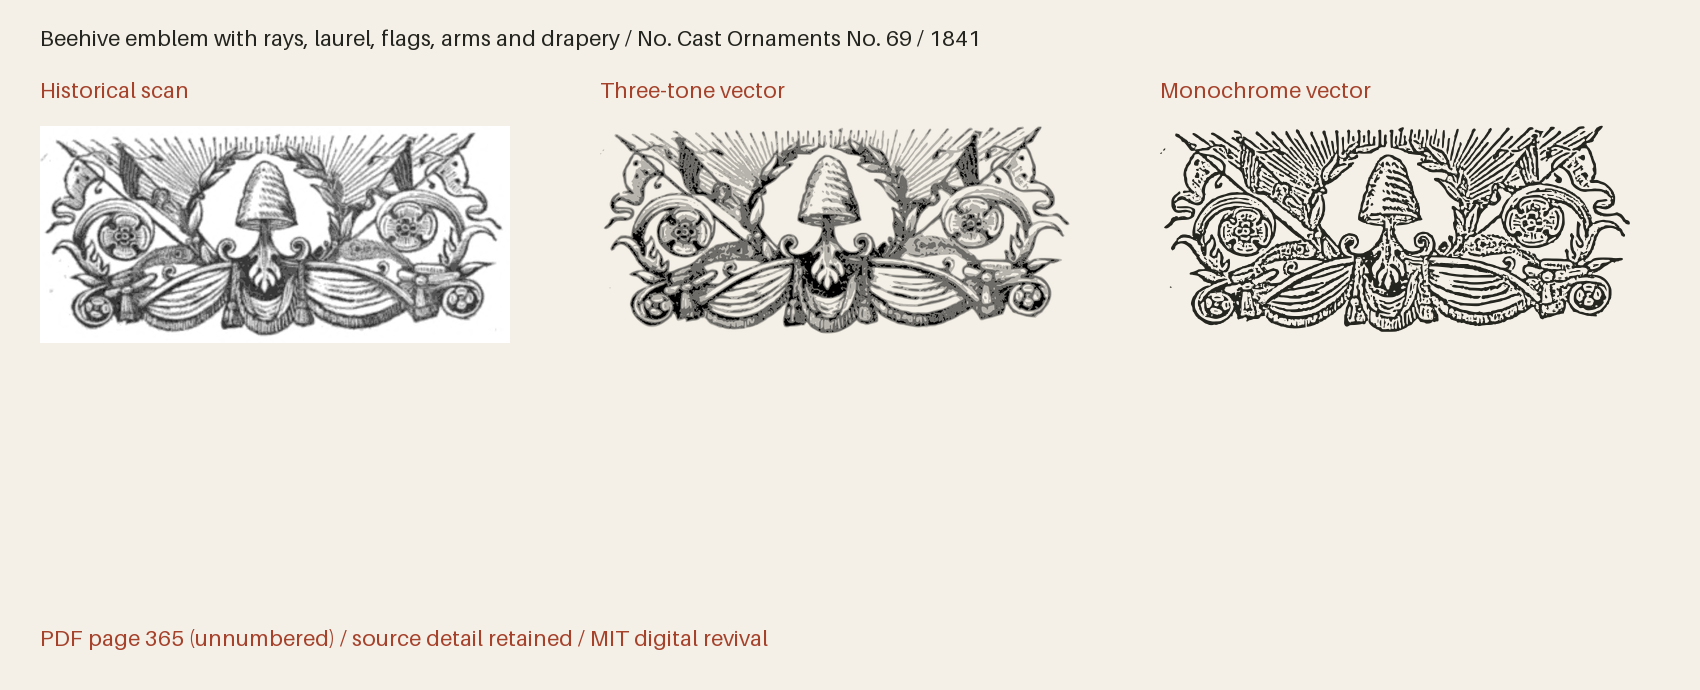 Beehive emblem with rays, laurel, flags, arms and drapery / No. Cast Ornaments No. 69 / 1841
Historical scan
Three-tone vector
Monochrome vector
PDF page 365 (unnumbered) / source detail retained / MIT digital revival